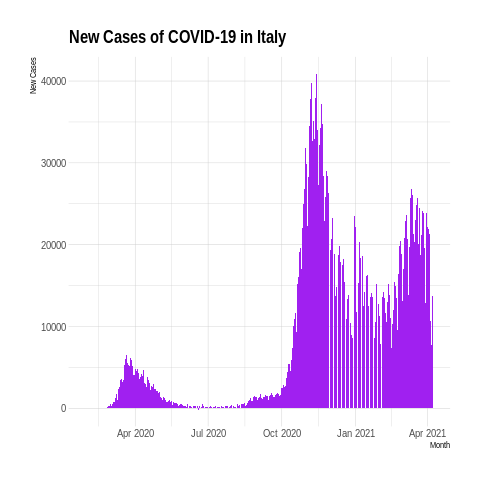 New Cases of COVID-19 in Italy
New Cases
40000
30000
20000
10000
0
Apr 2020 Jul 2020 Oct 2020 Jan 2021 Apr 2021
Month